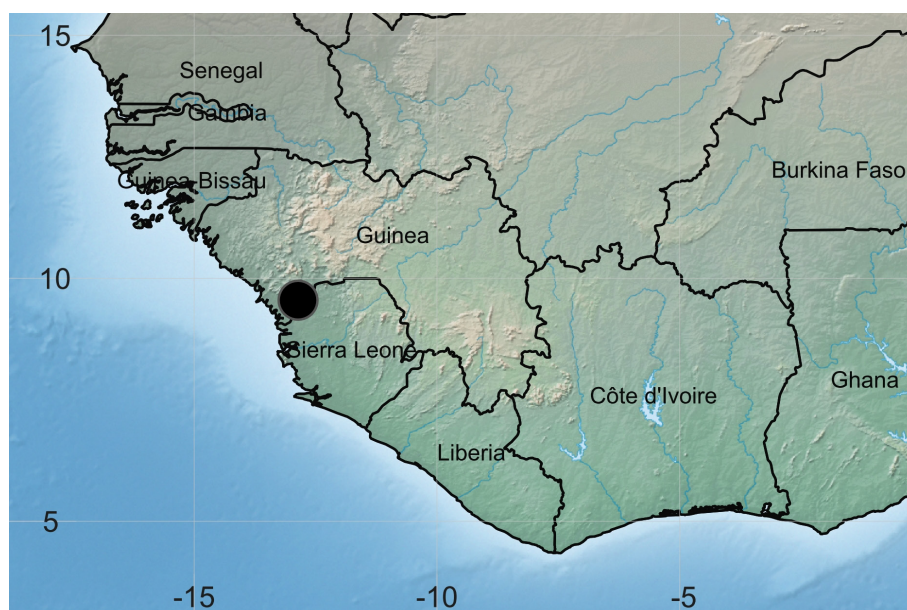 15
Senegal
Gambia
Burkina Faso
Guinea-Bissau
Guinea
10
Sierra Leone
Ghana
Côte d'Ivoire
Liberia
5
-15
-10
-5